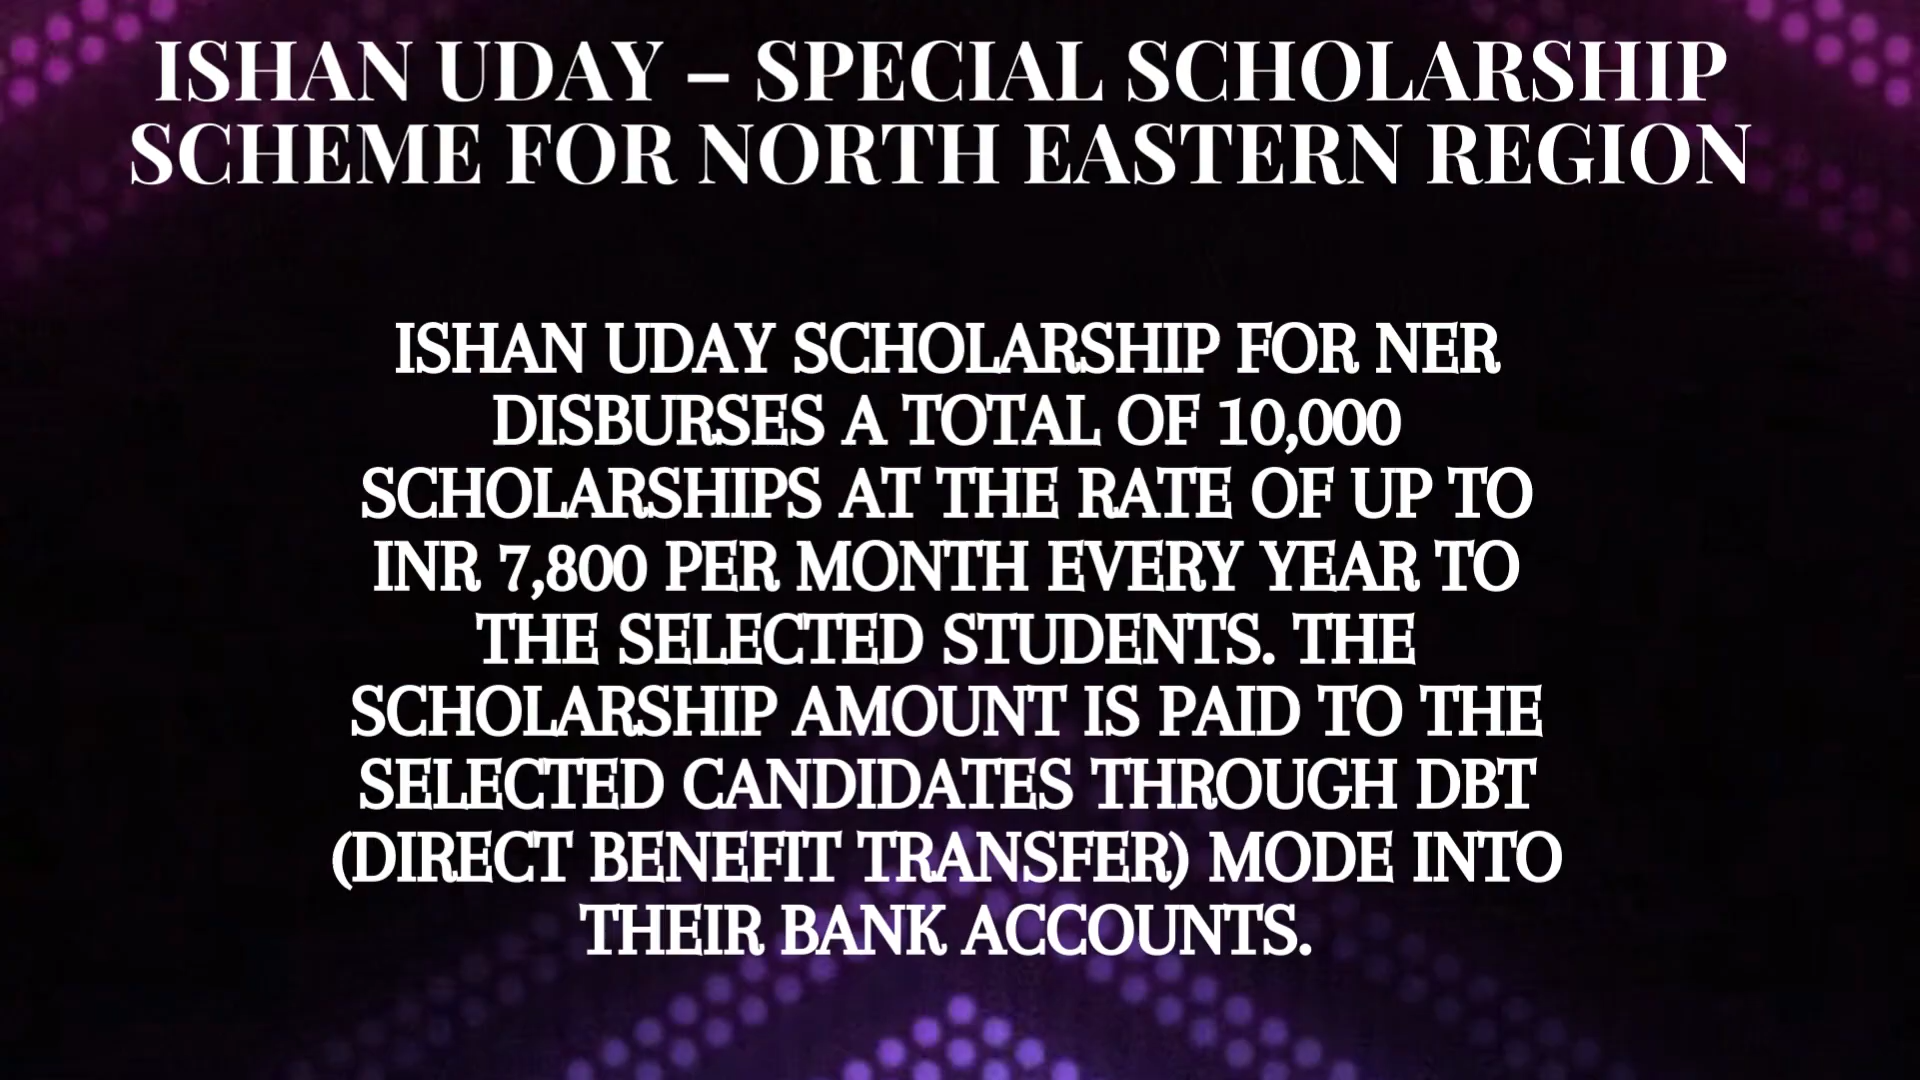 ISHAN UDAY – SPECIAL SCHOLARSHIP
SCHEME FOR NORTH EASTERN REGION
ISHAN UDAY SCHOLARSHIP FOR NER
DISBURSES A TOTAL OF 10,000
SCHOLARSHIPS AT THE RATE OF UP TO
INR 7,800 PER MONTH EVERY YEAR TO
THE SELECTED STUDENTS. THE
SCHOLARSHIP AMOUNT IS PAID TO THE
SELECTED CANDIDATES THROUGH DBT
(DIRECT BENEFIT TRANSFER) MODE INTO
THEIR BANK ACCOUNTS.